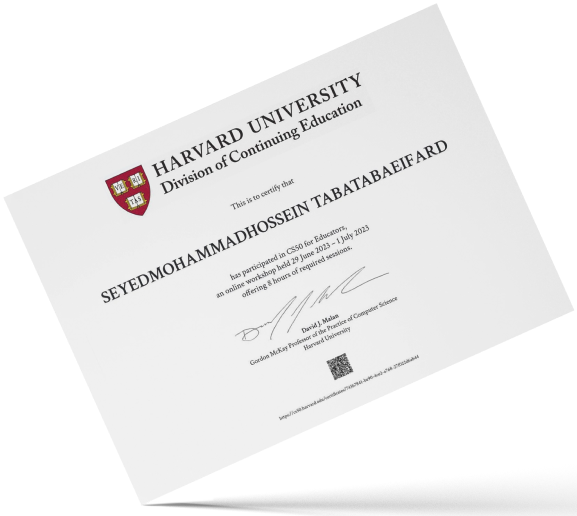 HARVARD UNIVERSITY
Division of Continuing Education
VE RI
TAS
This is to certify that
SEYEDMOHAMMADHOSSEIN TABATABAEIFARD
has participated in CS50 for Educators,
an online workshop held 29 June 2023 – 1 July 2023
offering 8 hours of required sessions.
David J. Malan
Gordon McKay Professor of the Practice of Computer Science
Harvard University